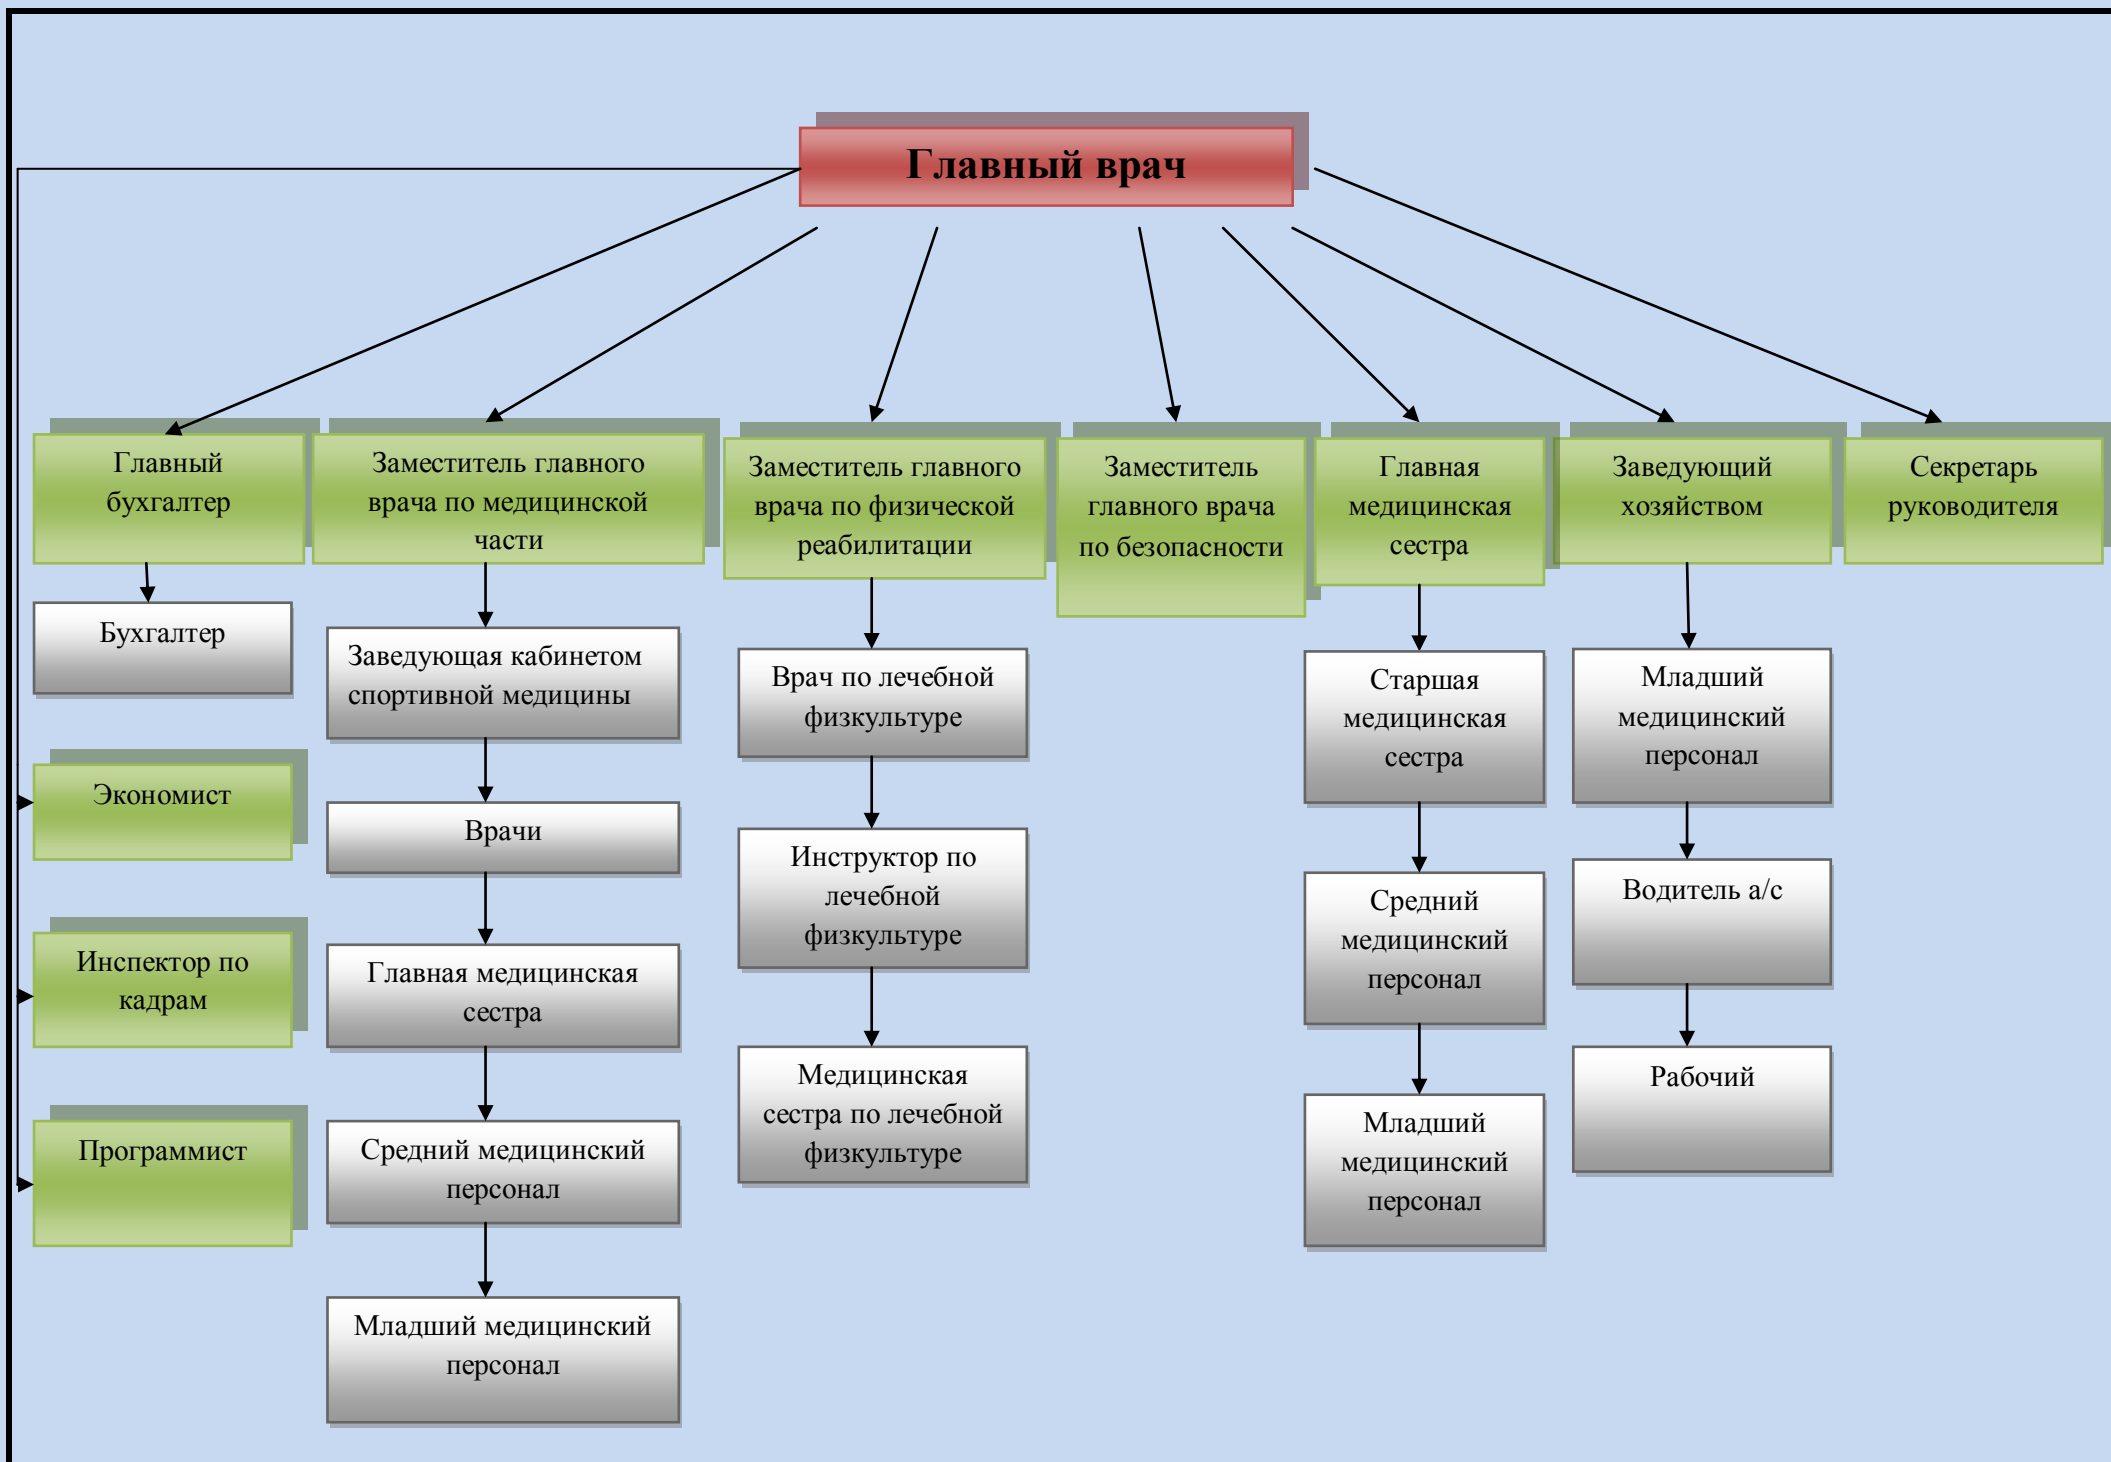 Главный врач
Главный
бухгалтер
Заместитель главного
врача по медицинской
части
Заместитель главного
врача по физической
реабилитации
Заместитель
главного врача
по безопасности
Главная
медицинская
сестра
Заведующий
хозяйством
Секретарь
руководителя
Бухгалтер
Экономист
Инспектор по
кадрам
Программист
Заведующая кабинетом
спортивной медицины
Врачи
Главная медицинская
сестра
Средний медицинский
персонал
Младший медицинский
персонал
Врач по лечебной
физкультуре
Инструктор по
лечебной
физкультуре
Медицинская
сестра по лечебной
физкультуре
Старшая
медицинская
сестра
Средний
медицинский
персонал
Младший
медицинский
персонал
Младший
медицинский
персонал
Водитель а/с
Рабочий